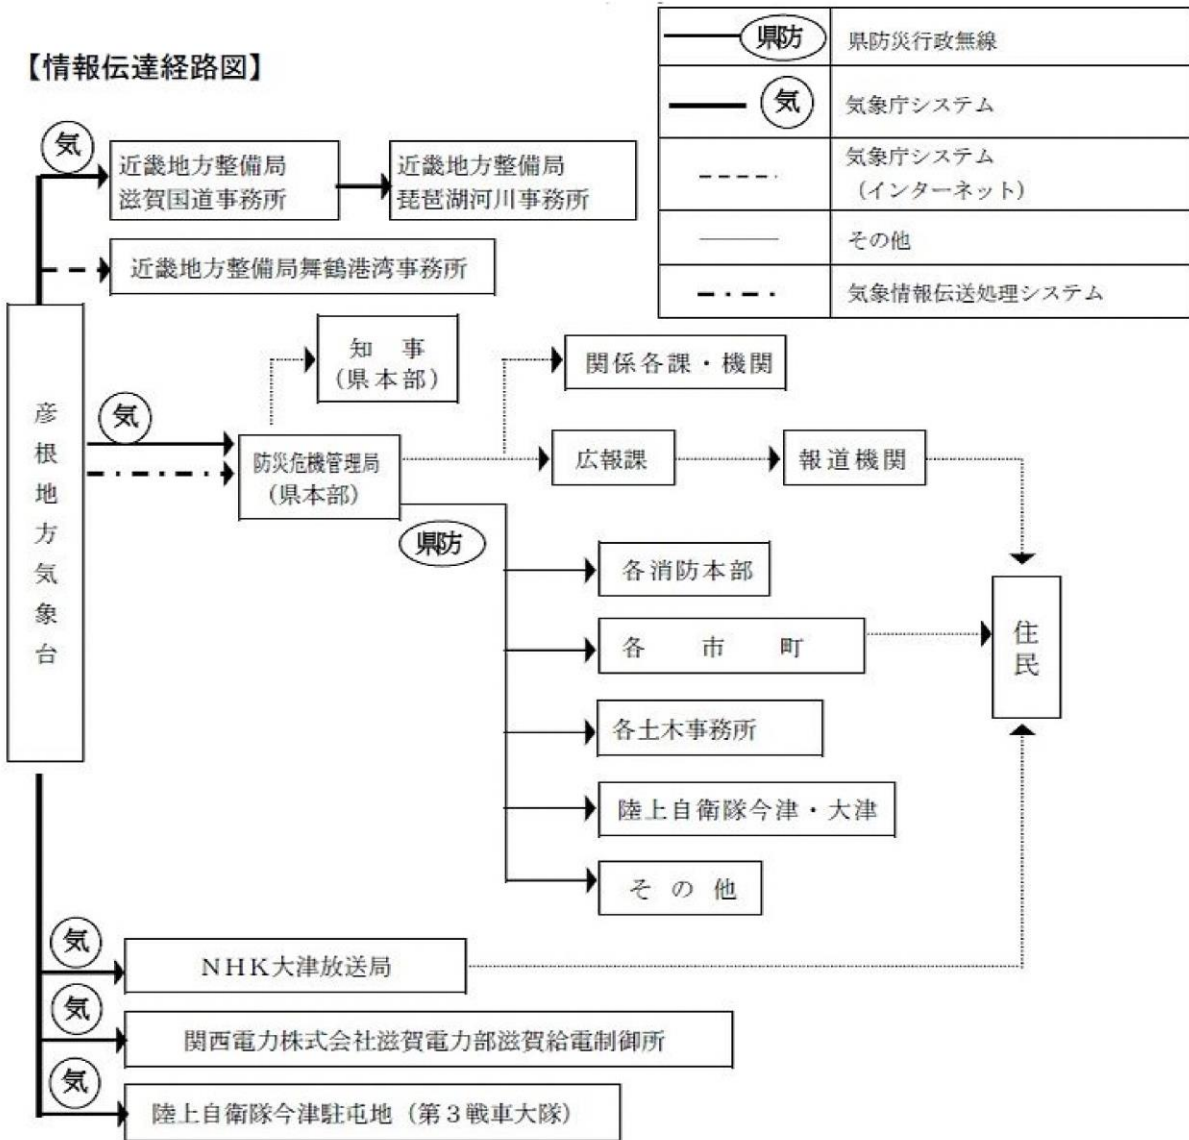 【情報伝達経路図】
県防
県防災行政無線
気
気象庁システム
気象庁システム
(インターネット)
その他
気象情報伝送処理システム
気
近畿地方整備局
滋賀国道事務所
近畿地方整備局
琵琶湖河川事務所
近畿地方整備局舞鶴港湾事務所
彦根地方気象台
知 事
(県本部)
関係各課・機関
気
防災危機管理局
(県本部)
広報課
報道機関
県防
各消防本部
各 市 町
住民
各土木事務所
陸上自衛隊今津・大津
そ の 他
気
NHK大津放送局
気
関西電力株式会社滋賀電力部滋賀給電制御所
気
陸上自衛隊今津駐屯地(第3戦車大隊)